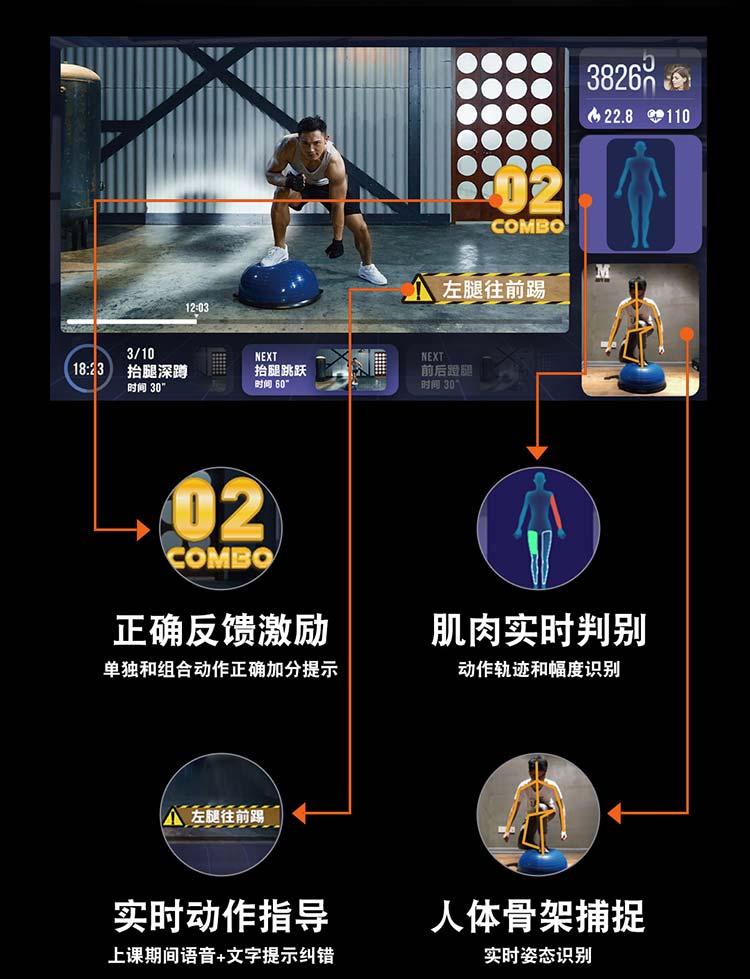 3826
22.8
110
02
COMBO
左腿往前踢
12:03
18:23
3/10
抬腿深蹲
时间 30"
NEXT
抬腿跳跃
时间 60"
NEXT
前后蹬腿
时间 30"
M
02
COMBO
正确反馈激励
单独和组合动作正确加分提示
肌肉实时判别
动作轨迹和幅度识别
左腿往前踢
实时动作指导
上课期间语音+文字提示纠错
人体骨架捕捉
实时姿态识别